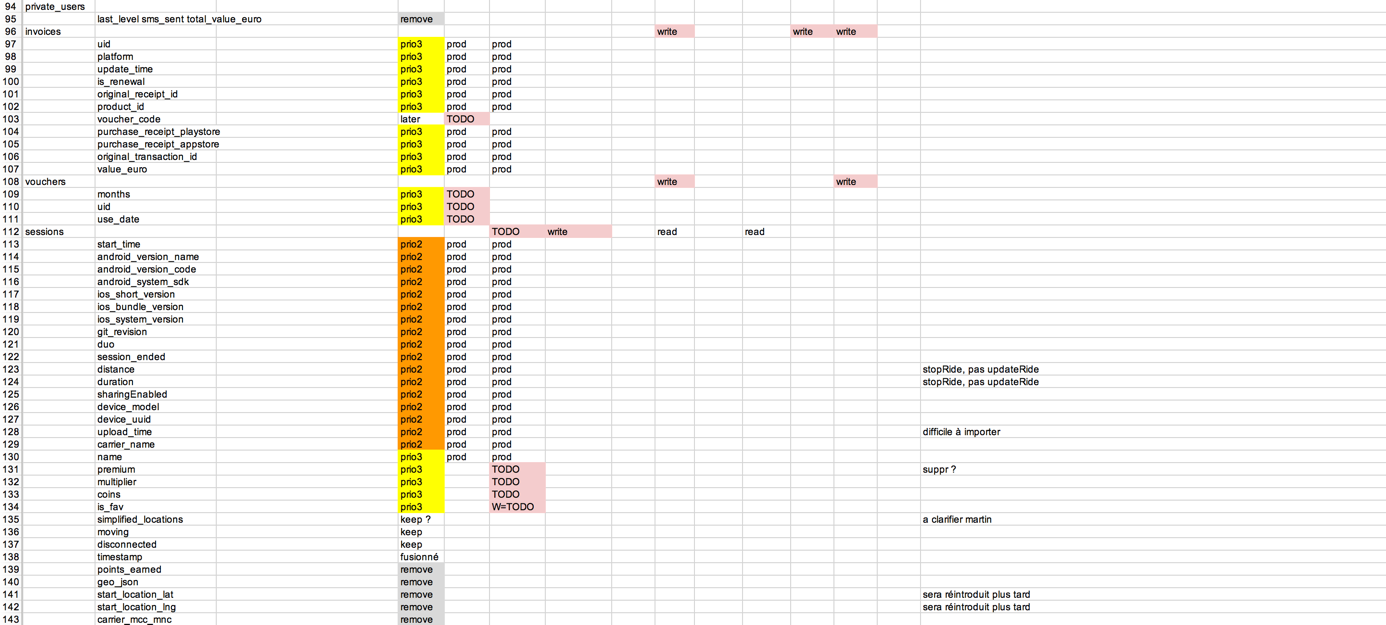 94 private_users
95 last_level sms_sent total_value_euro remove
96 invoices write write write
97 uid prio3 prod prod
98 platform prio3 prod prod
99 update_time prio3 prod prod
100 is_renewal prio3 prod prod
101 original_receipt_id prio3 prod prod
102 product_id prio3 prod prod
103 voucher_code later TODO
104 purchase_receipt_playstore prio3 prod prod
105 purchase_receipt_appstore prio3 prod prod
106 original_transaction_id prio3 prod prod
107 value_euro prio3 prod prod
108 vouchers write write
109 months prio3 TODO
110 uid prio3 TODO
111 use_date prio3 TODO
112 sessions TODO write read read
113 start_time prio2 prod prod
114 android_version_name prio2 prod prod
115 android_version_code prio2 prod prod
116 android_system_sdk prio2 prod prod
117 ios_short_version prio2 prod prod
118 ios_bundle_version prio2 prod prod
119 ios_system_version prio2 prod prod
120 git_revision prio2 prod prod
121 duo prio2 prod prod
122 session_ended prio2 prod prod
123 distance prio2 prod prod stopRide, pas updateRide
124 duration prio2 prod prod stopRide, pas updateRide
125 sharingEnabled prio2 prod prod
126 device_model prio2 prod prod
127 device_uuid prio2 prod prod
128 upload_time prio2 prod prod difficile à importer
129 carrier_name prio2 prod prod
130 name prio3 prod prod
131 premium prio3 TODO suppr ?
132 multiplier prio3 TODO
133 coins prio3 TODO
134 is_fav prio3 W=TODO
135 simplified_locations keep ? a clarifier martin
136 moving keep
137 disconnected keep
138 timestamp fusionné
139 points_earned remove
140 geo_json remove
141 start_location_lat remove sera réintroduit plus tard
142 start_location_lng remove sera réintroduit plus tard
143 carrier_mcc_mnc remove